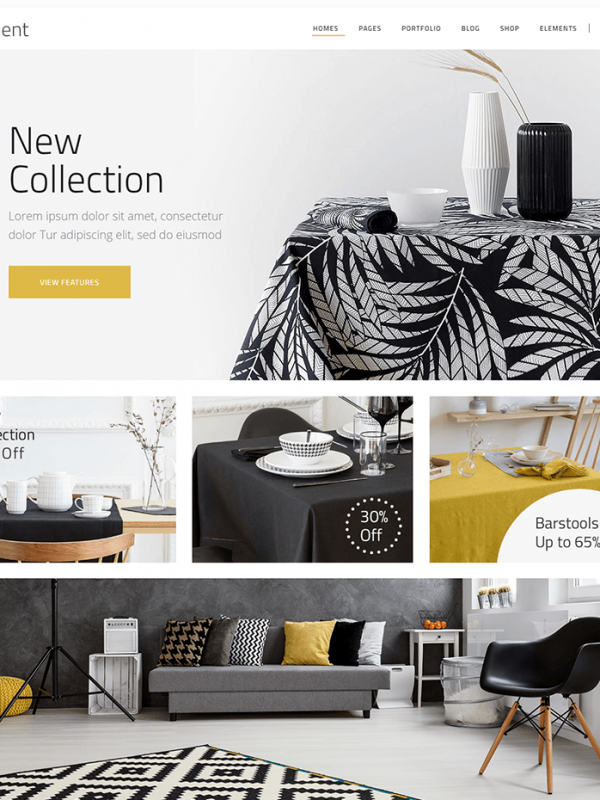 ent
HOMES PAGES PORTFOLIO BLOG SHOP ELEMENTS
New
Collection
Lorem ipsum dolor sit amet, consectetur
dolor Tur adipiscing elit, sed do eiusmod
VIEW FEATURES
ection
Off
30%
Off
Barstools
Up to 65%